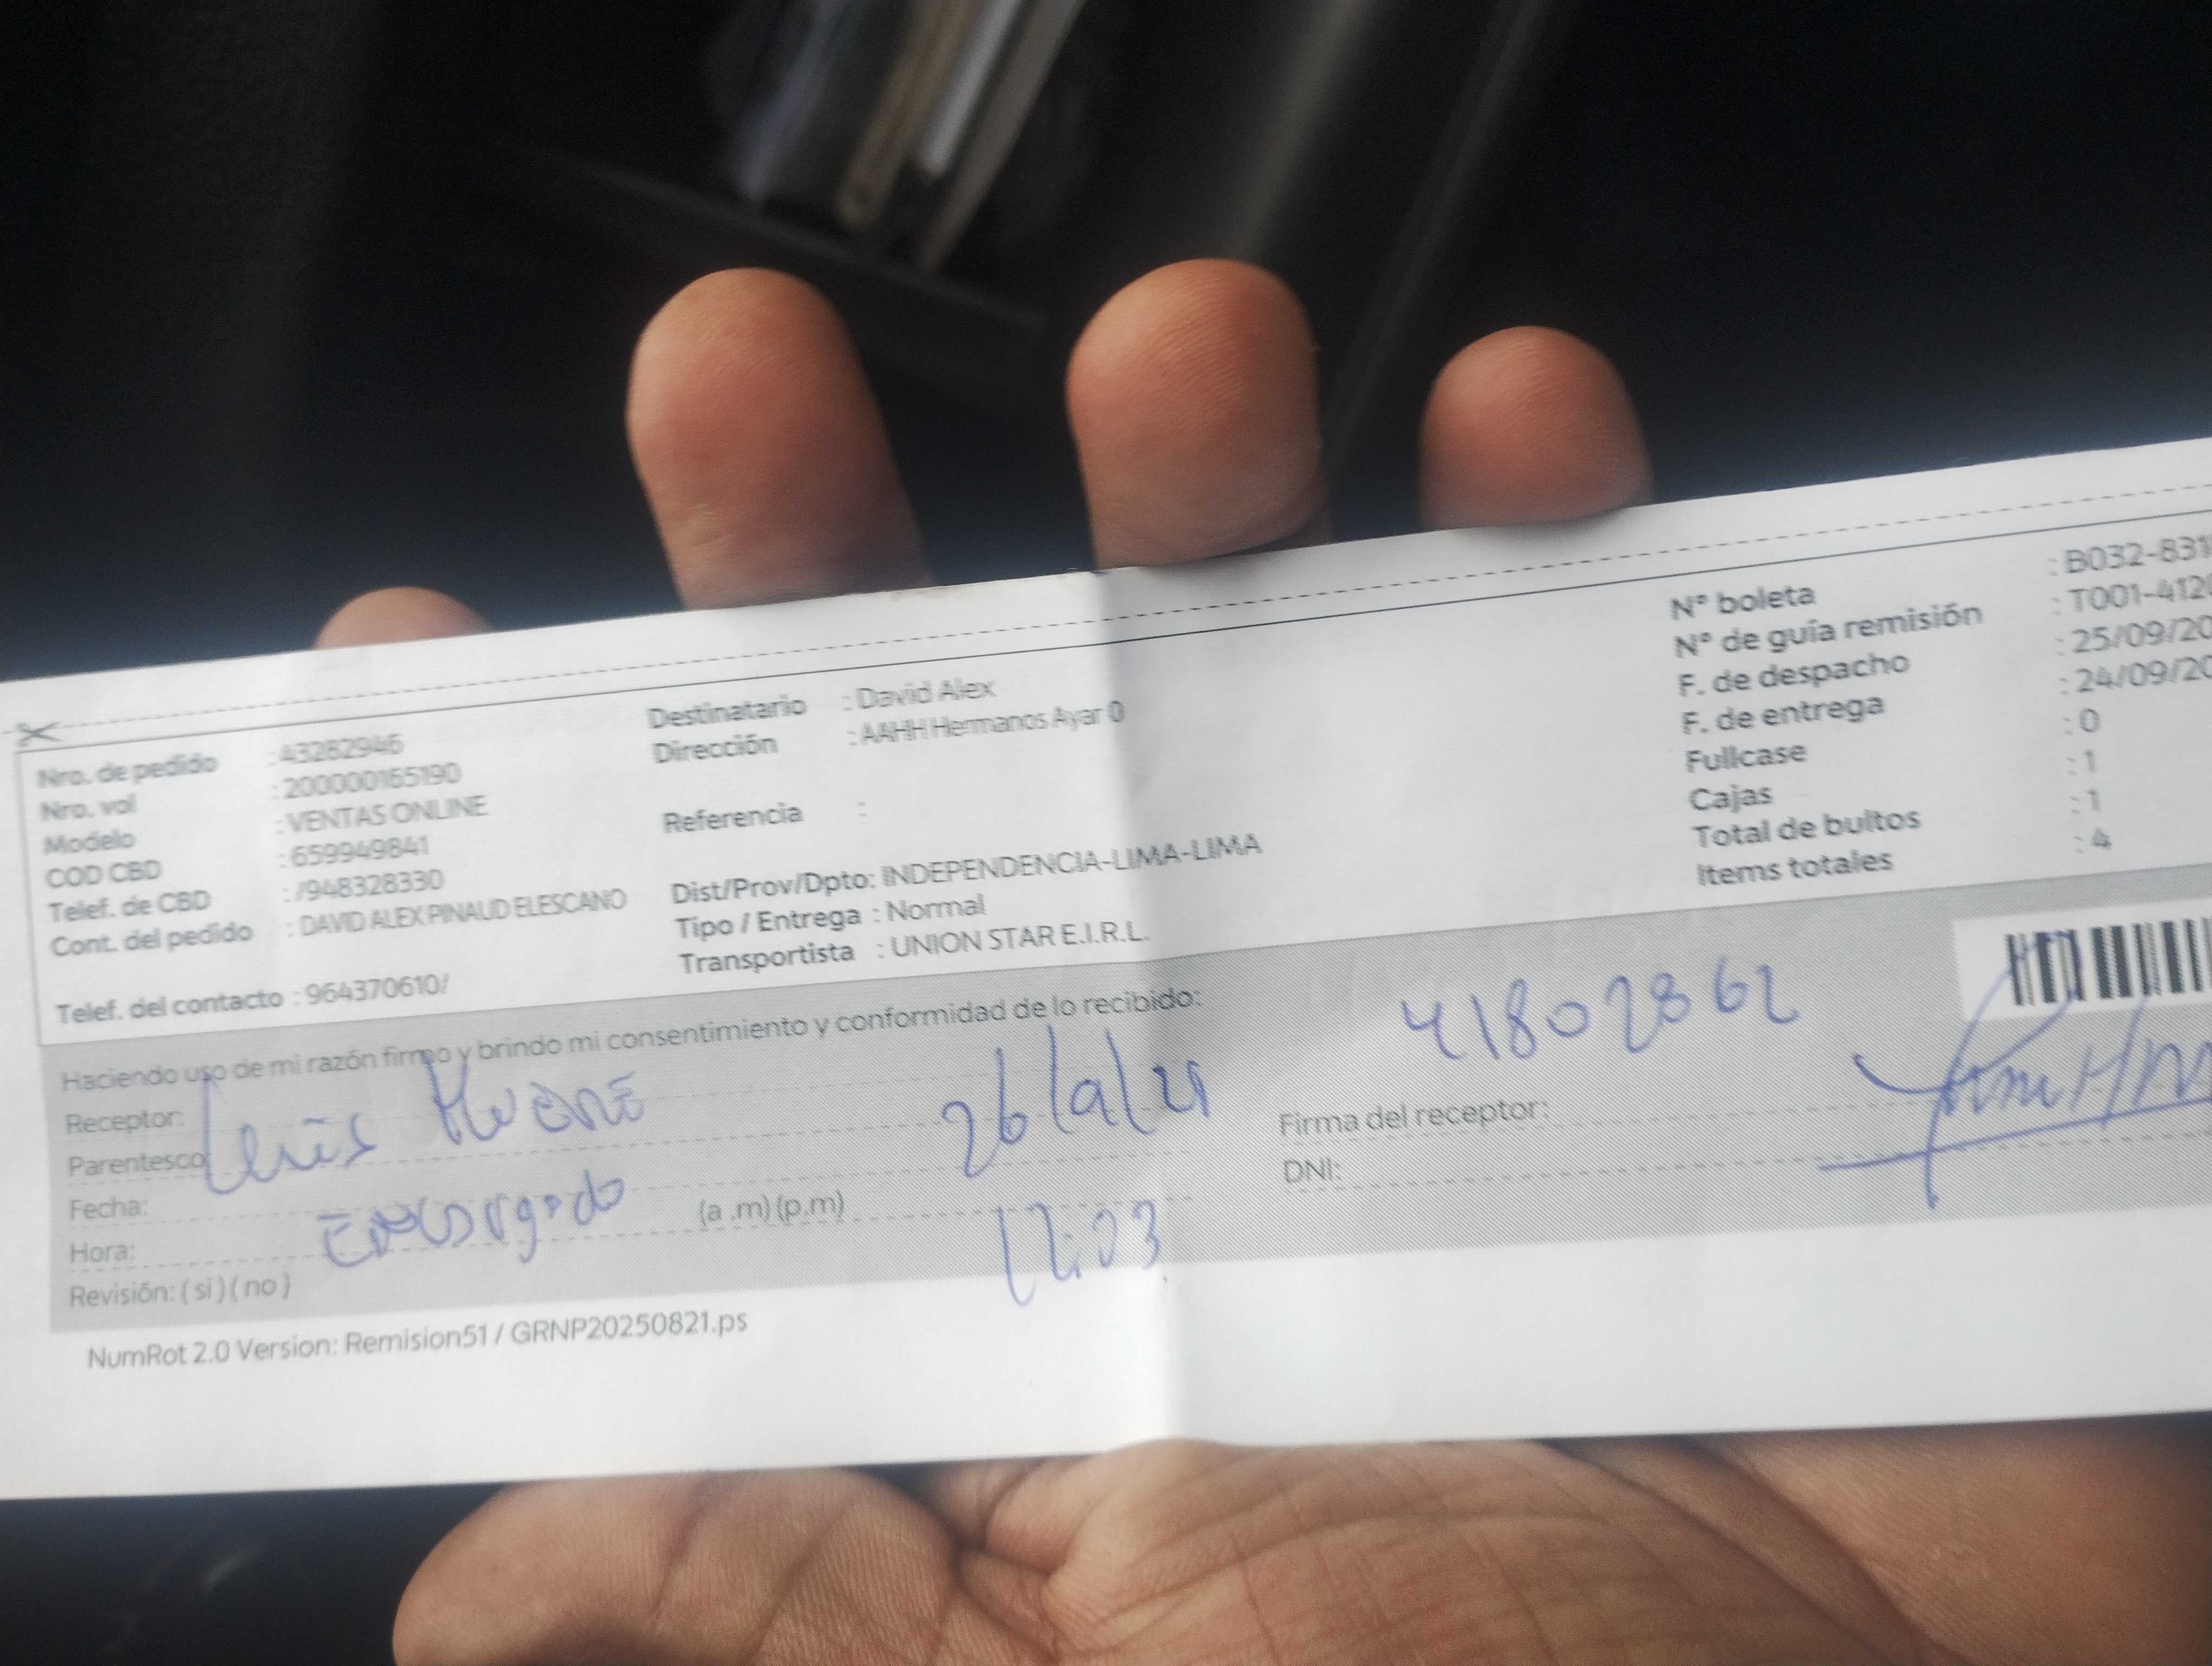 Nro. de pedido : 43282946
Nro. vol : 200000165190
Modelo : VENTAS ONLINE
COD CBD : 659949841
Telef. de CBD : /948328330
Cont. del pedido : DAVID ALEX PINAUD ELESCANO
Telef. del contacto : 964370610/
Destinatario : David Alex
Dirección : AAHH Hermanos Ayar 0
Referencia :
Dist/Prov/Dpto: INDEPENDENCIA-LIMA-LIMA
Tipo / Entrega : Normal
Transportista : UNION STAR E.I.R.L.
N° boleta : B032-831
N° de guía remisión : T001-412
F. de despacho : 25/09/20
F. de entrega : 24/09/20
Fullcase : 0
Cajas : 1
Total de bultos : 1
Items totales : 4
Haciendo uso de mi razón firmo y brindo mi consentimiento y conformidad de lo recibido:
Receptor:
Parentesco
Fecha:
Hora: Encargado (a .m) (p.m) 12:03
Revisión: ( si ) ( no )
41802862
Firma del receptor:
DNI:
NumRot 2.0 Version: Remision51 / GRNP20250821.ps